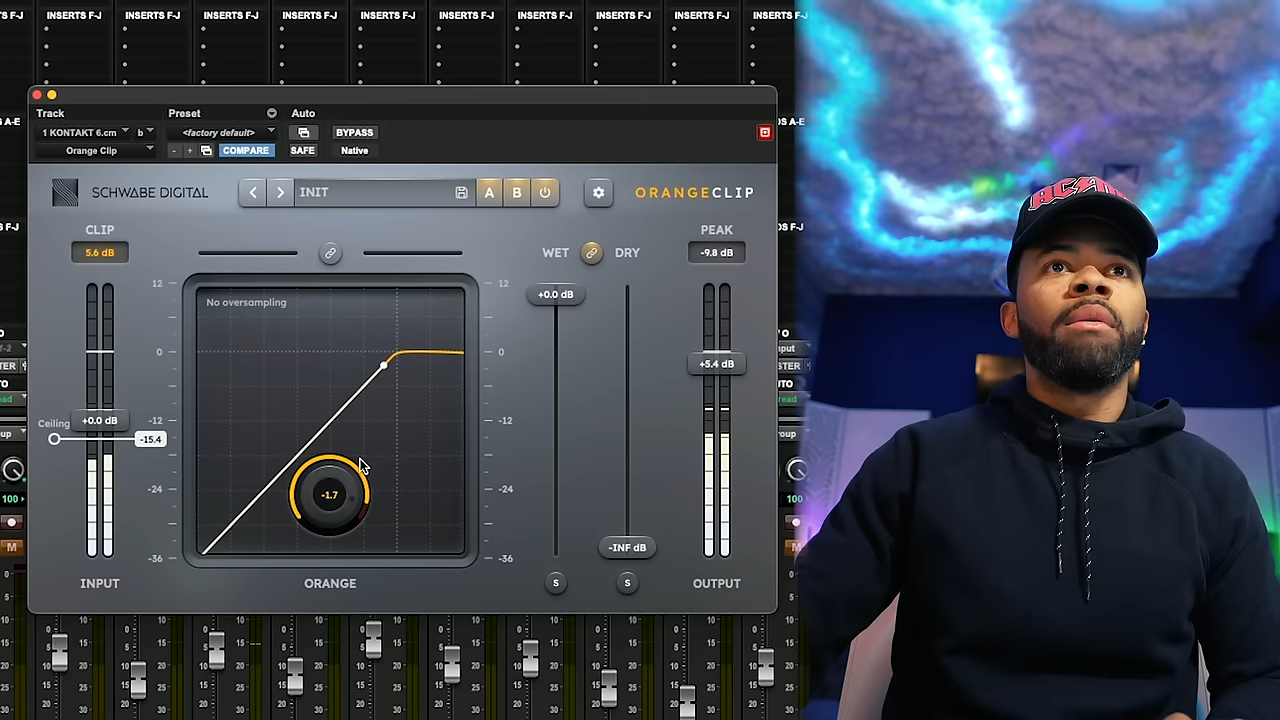 INSERTS F-J INSERTS F-J INSERTS F-J INSERTS F-J INSERTS F-J INSERTS F-J INSERTS F-J INSERTS F-J INSERTS F-J INSERTS F-J
Track Preset Auto
1 KONTAKT 6.cm b <factory default> BYPASS
Orange Clip - + COMPARE SAFE Native
SCHWABE DIGITAL INIT A B ORANGECLIP
CLIP PEAK
5.6 dB WET DRY -9.8 dB
12 12
No oversampling +0.0 dB
0 0
+5.4 dB
-12 -12
Ceiling +0.0 dB
-15.4
-24 -24
-1.7
-36 -36
-INF dB
INPUT ORANGE S S OUTPUT
100 100
M M